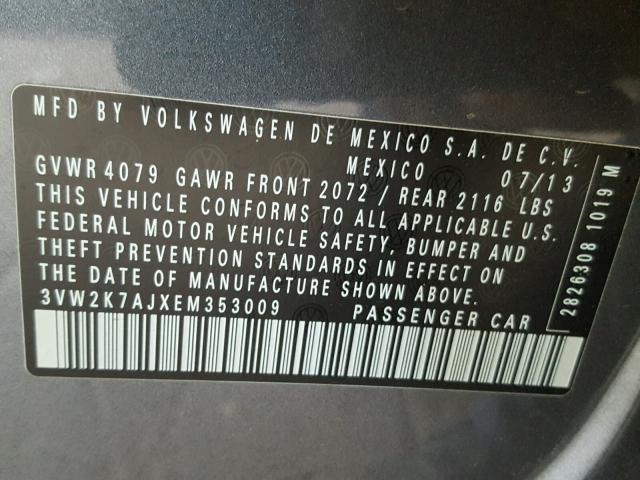 MFD BY VOLKSWAGEN DE MEXICO S.A. DE C.V.
MEXICO 07/13
GVWR 4079 GAWR FRONT 2072 / REAR 2116 LBS
THIS VEHICLE CONFORMS TO ALL APPLICABLE U.S.
FEDERAL MOTOR VEHICLE SAFETY, BUMPER AND
THEFT PREVENTION STANDARDS IN EFFECT ON
THE DATE OF MANUFACTURE SHOWN ABOVE.
3VW2K7AJXEM353009 PASSENGER CAR
2826308 1019 M